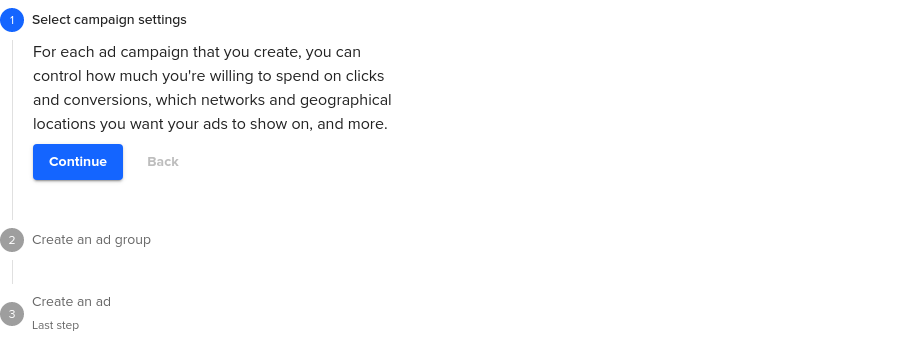 1 Select campaign settings
For each ad campaign that you create, you can
control how much you're willing to spend on clicks
and conversions, which networks and geographical
locations you want your ads to show on, and more.
Continue Back
2 Create an ad group
Create an ad
3
Last step